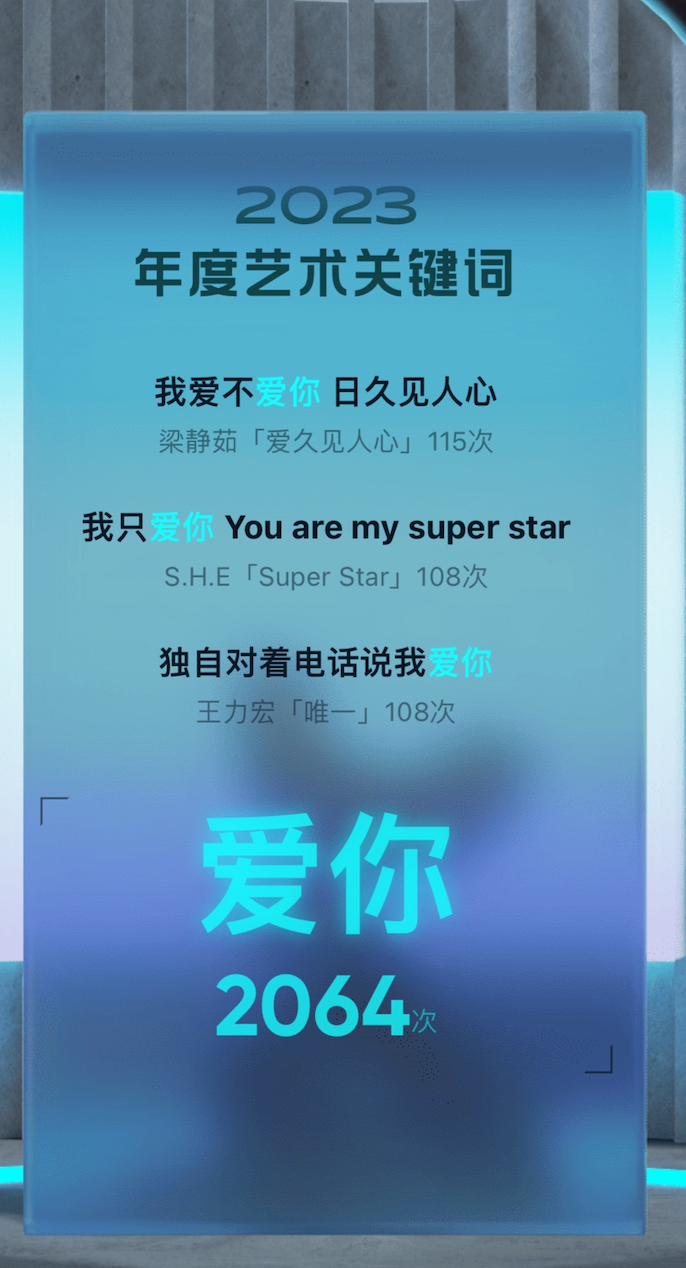 2023
年度艺术关键词
我爱不爱你 日久见人心
梁静茹「爱久见人心」115次
我只爱你 You are my super star
S.H.E「Super Star」108次
独自对着电话说我爱你
王力宏「唯一」108次
爱你
2064次